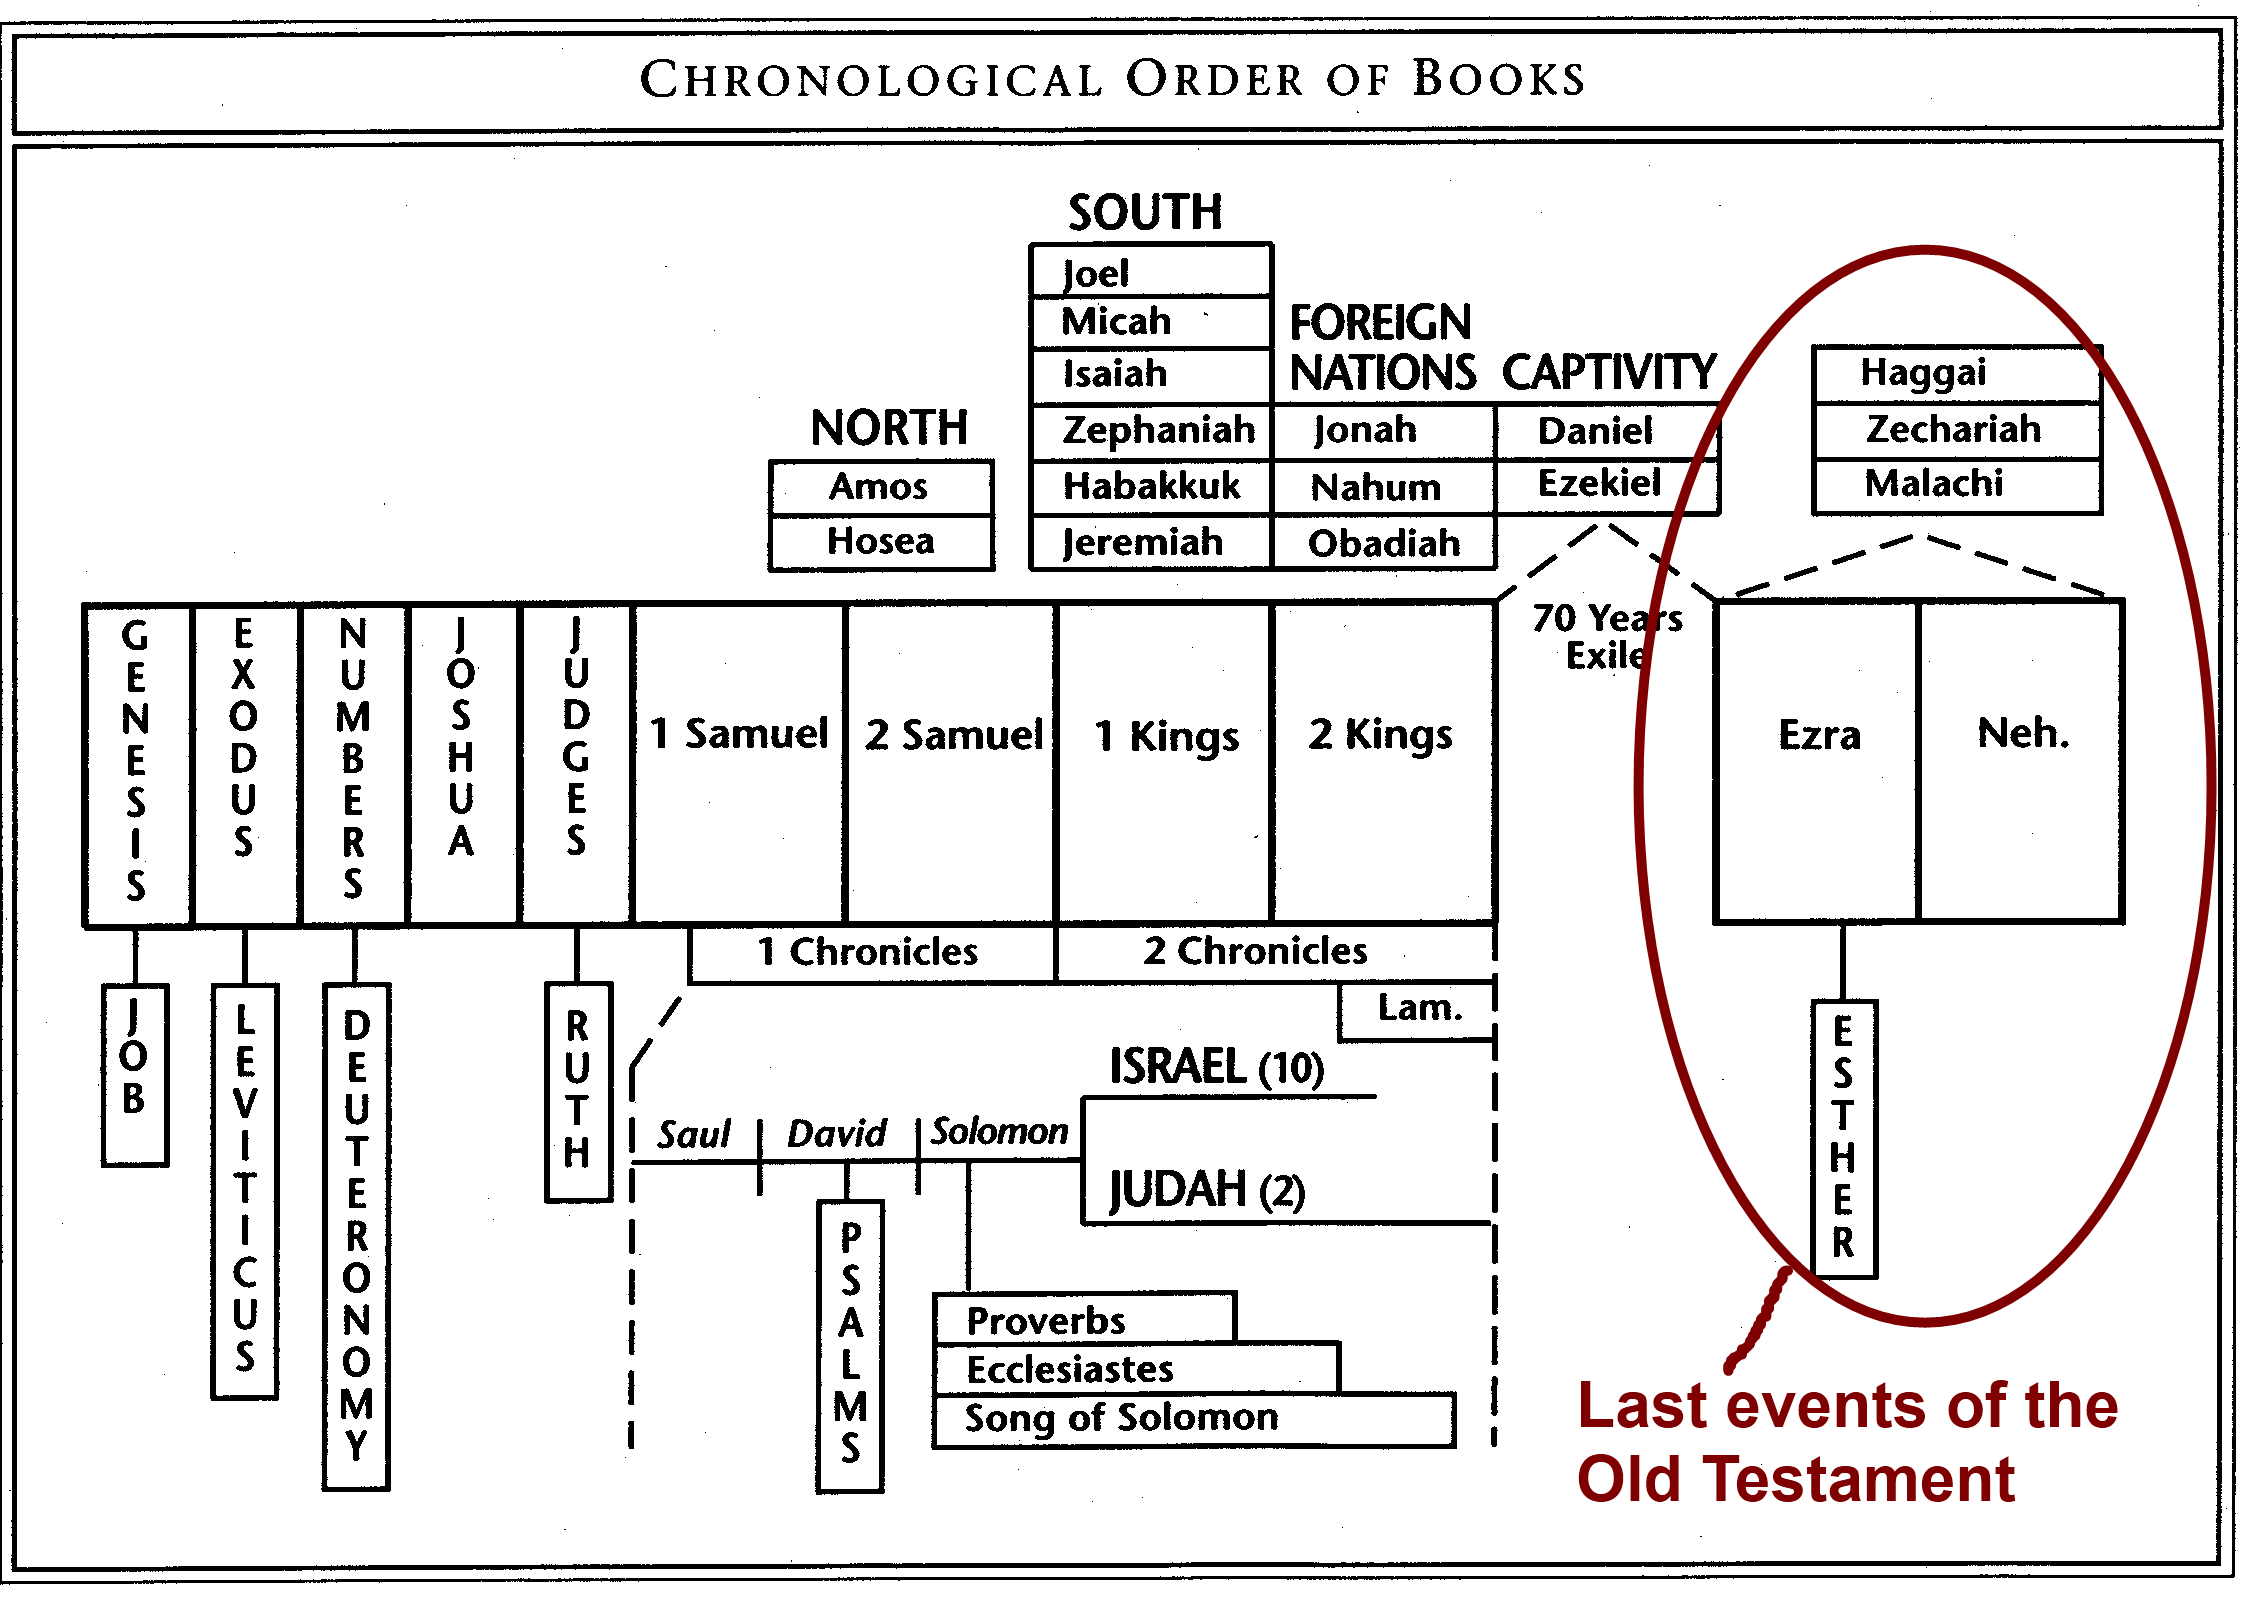 CHRONOLOGICAL ORDER OF BOOKS
SOUTH
Joel
Micah
Isaiah
Zephaniah
Habakkuk
Jeremiah
FOREIGN
NATIONS
Jonah
Nahum
Obadiah
CAPTIVITY
Daniel
Ezekiel
Haggai
Zechariah
Malachi
NORTH
Amos
Hosea
GENESIS
EXODUS
NUMBERS
JOSHUA
JUDGES
1 Samuel
2 Samuel
1 Kings
2 Kings
70 Years
Exile
Ezra
Neh.
1 Chronicles
2 Chronicles
Lam.
JOB
LEVITICUS
DEUTERONOMY
RUTH
ISRAEL (10)
Saul
David
Solomon
JUDAH (2)
PSALMS
Proverbs
Ecclesiastes
Song of Solomon
ESTHER
Last events of the
Old Testament